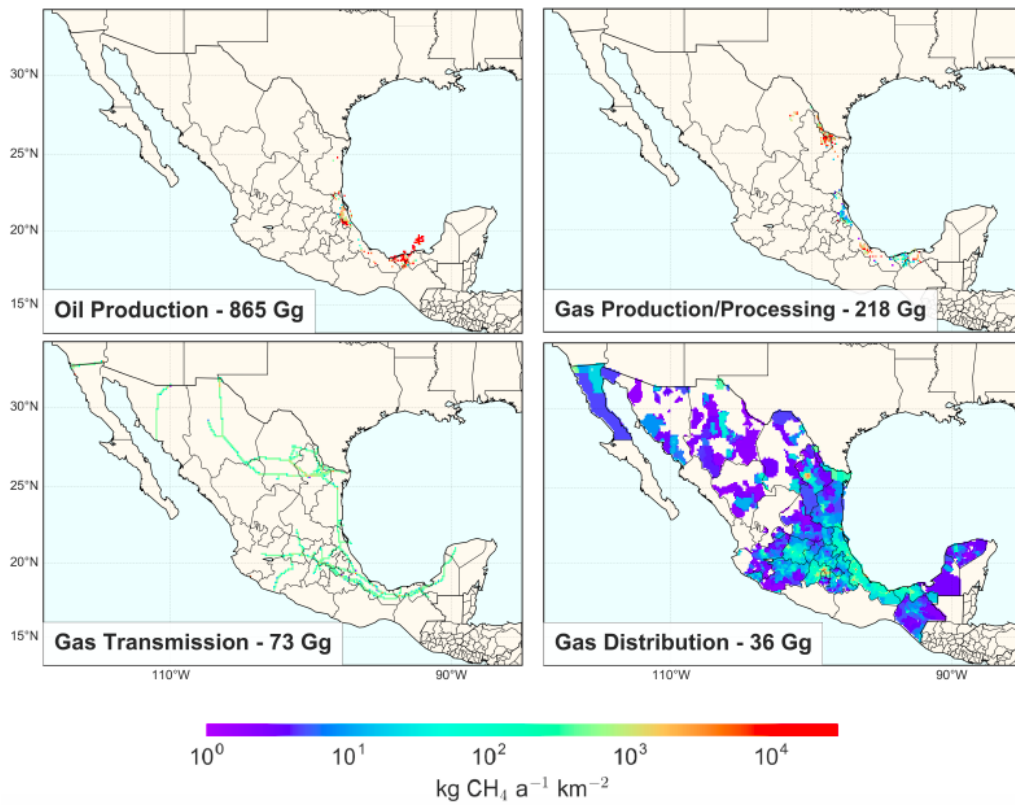 30°N
25°N
20°N
15°N
Oil Production - 865 Gg
Gas Production/Processing - 218 Gg
30°N
25°N
20°N
15°N
Gas Transmission - 73 Gg
Gas Distribution - 36 Gg
110°W 90°W 110°W 90°W
10⁰ 10¹ 10² 10³ 10⁴
kg CH₄ a⁻¹ km⁻²